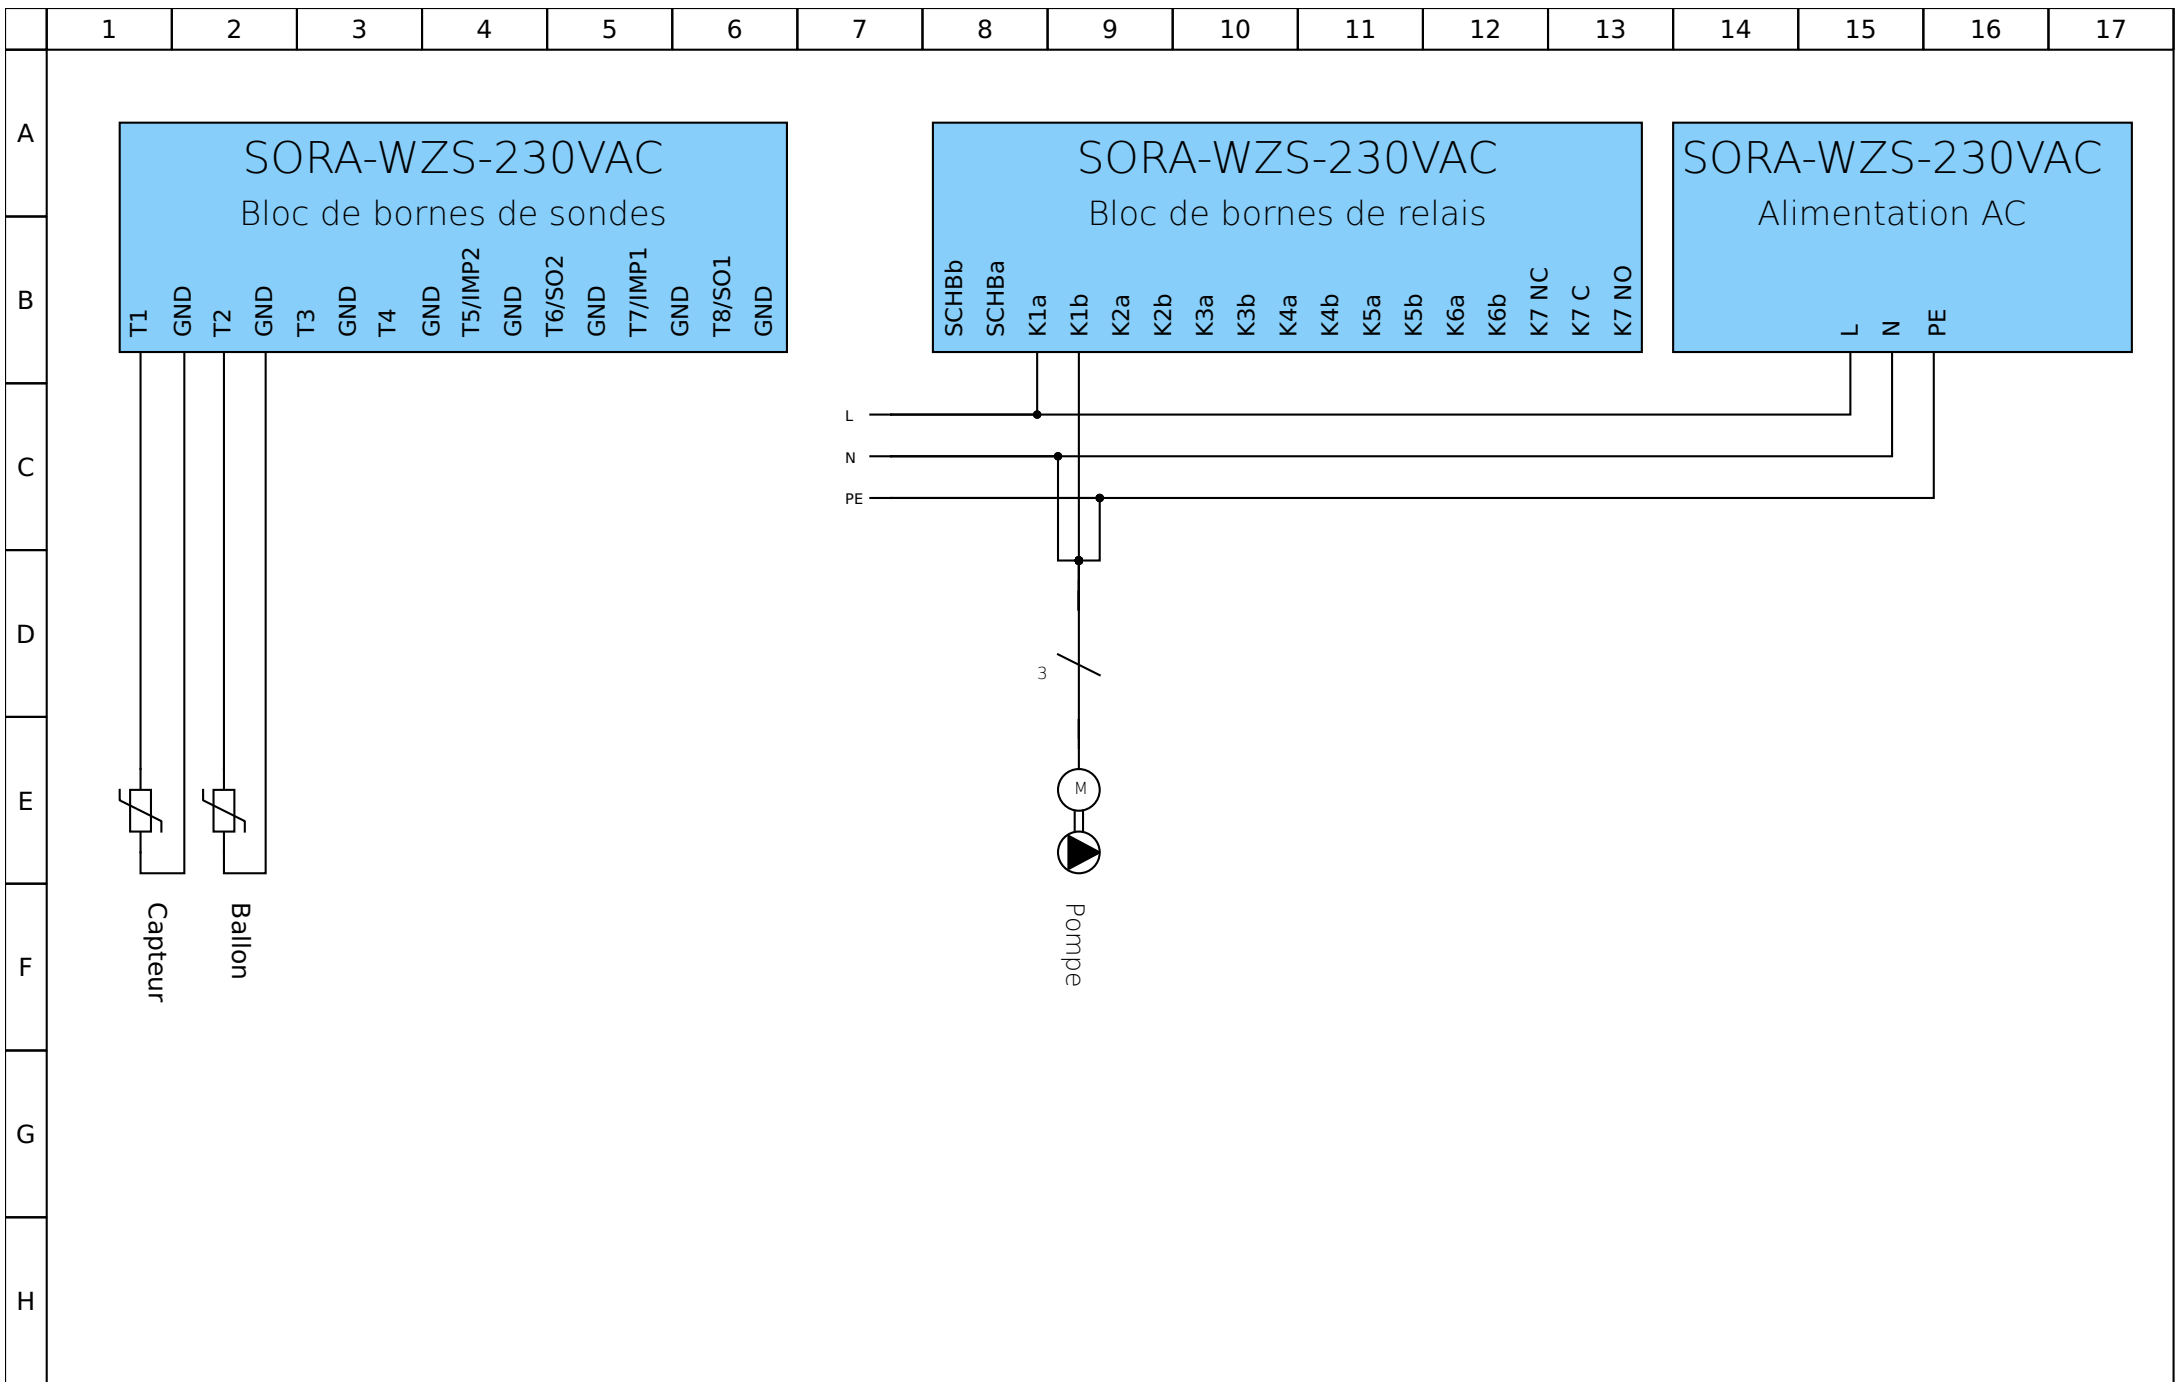 1 2 3 4 5 6 7 8 9 10 11 12 13 14 15 16 17
A
B
C
D
E
F
G
H
SORA-WZS-230VAC
Bloc de bornes de sondes
T1 GND T2 GND T3 GND T4 GND T5/IMP2 GND T6/SO2 GND T7/IMP1 GND T8/SO1 GND
SORA-WZS-230VAC
Bloc de bornes de relais
SCHBb SCHBa K1a K1b K2a K2b K3a K3b K4a K4b K5a K5b K6a K6b K7 NC K7 C K7 NO
SORA-WZS-230VAC
Alimentation AC
L N PE
L
N
PE
3
M
Capteur
Ballon
Pompe